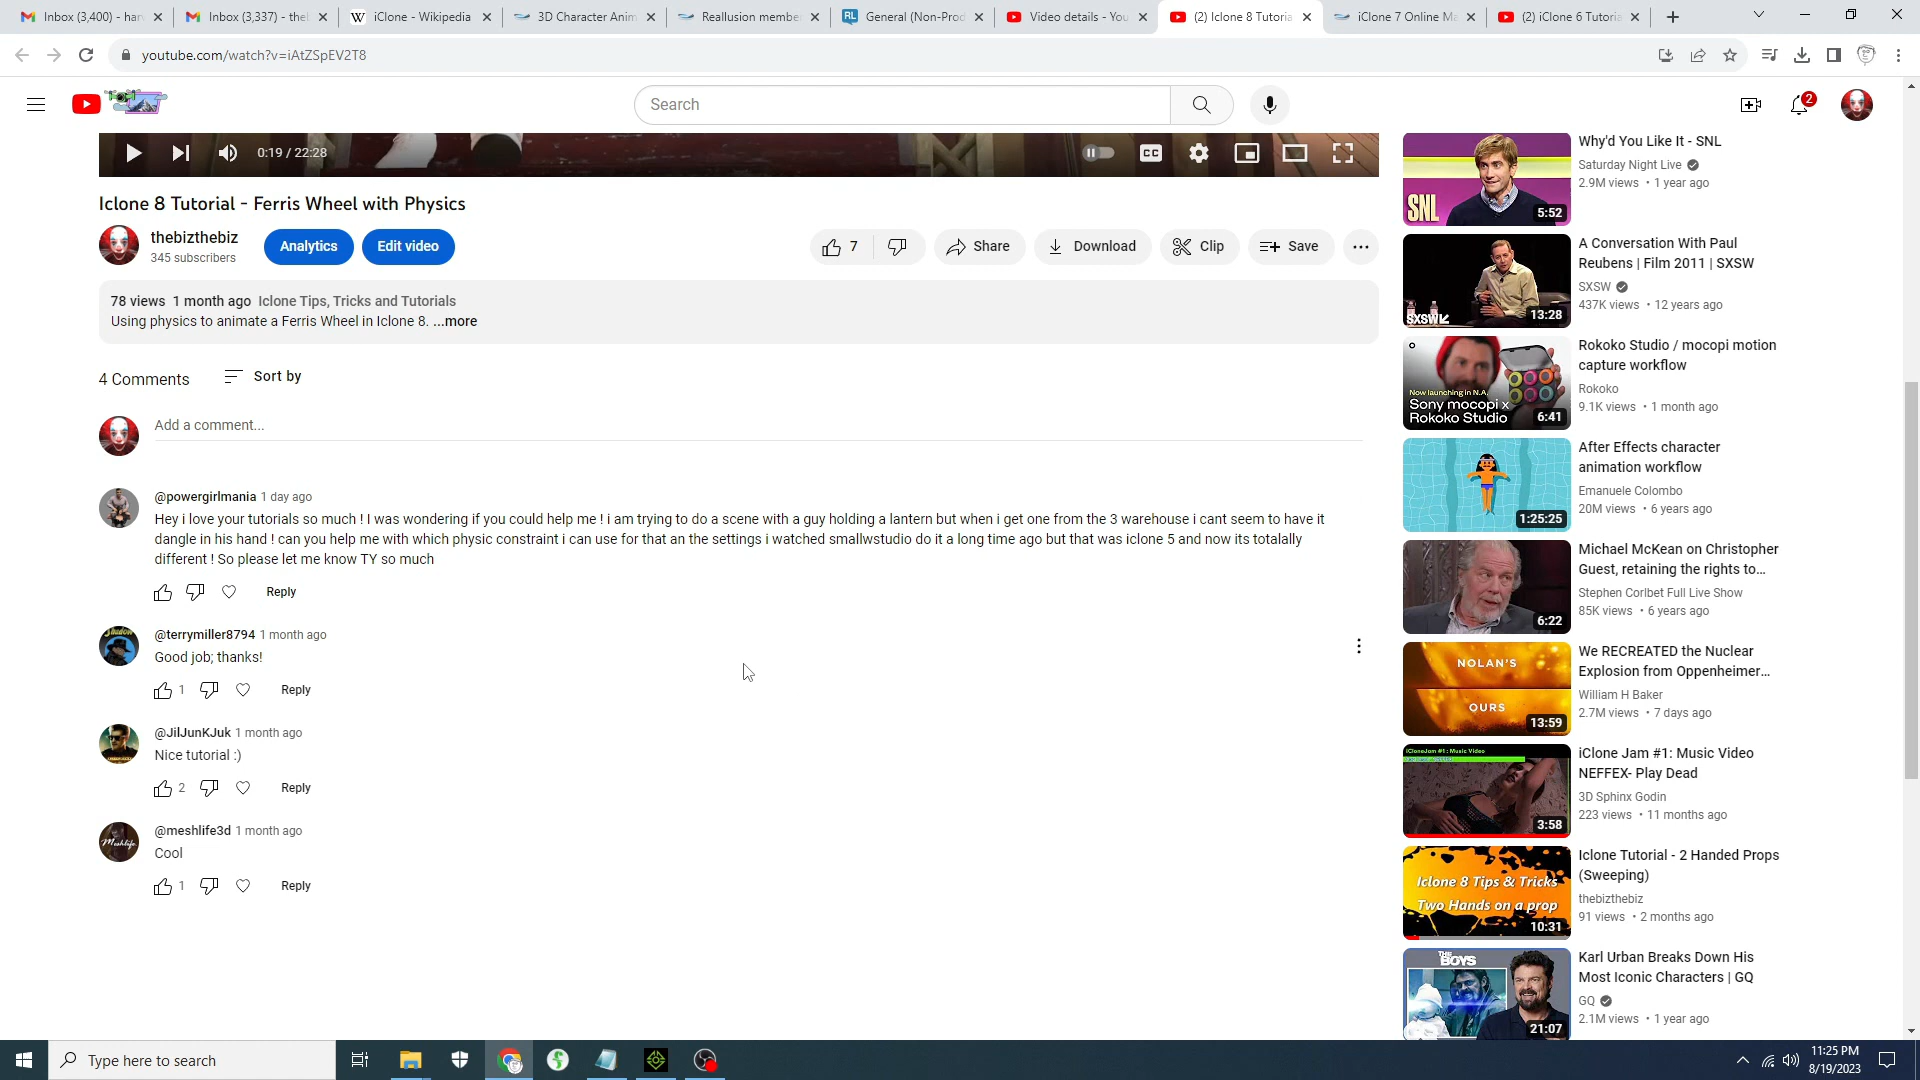 Inbox (3,400) - han
Inbox (3,337) - thel
iClone - Wikipedia
3D Character Anim
Reallusion membe
General (Non-Prod
Video details - You
(2) Iclone 8 Tutoria
iClone 7 Online Ma
(2) iClone 6 Tutoria
youtube.com/watch?v=iAtZSpEV2T8
Search
2
0:19 / 22:28
CC
Iclone 8 Tutorial - Ferris Wheel with Physics
thebizthebiz
345 subscribers
Analytics
Edit video
7
Share
Download
Clip
Save
78 views 1 month ago Iclone Tips, Tricks and Tutorials
Using physics to animate a Ferris Wheel in Iclone 8. ...more
4 Comments
Sort by
Add a comment...
@powergirlmania 1 day ago
Hey i love your tutorials so much ! I was wondering if you could help me ! i am trying to do a scene with a guy holding a lantern but when i get one from the 3 warehouse i cant seem to have it
dangle in his hand ! can you help me with which physic constraint i can use for that an the settings i watched smallwstudio do it a long time ago but that was iclone 5 and now its totalally
different ! So please let me know TY so much
Reply
@terrymiller8794 1 month ago
Good job; thanks!
1
Reply
@JilJunKJuk 1 month ago
Nice tutorial :)
2
Reply
@meshlife3d 1 month ago
Cool
1
Reply
Why'd You Like It - SNL
Saturday Night Live
2.9M views • 1 year ago
SNL
5:52
A Conversation With Paul
Reubens | Film 2011 | SXSW
SXSW
437K views • 12 years ago
SXSW
13:28
Rokoko Studio / mocopi motion
capture workflow
Rokoko
9.1K views • 1 month ago
Now launching in N.A.
Sony mocopi x
Rokoko Studio
6:41
After Effects character
animation workflow
Emanuele Colombo
20M views • 6 years ago
1:25:25
Michael McKean on Christopher
Guest, retaining the rights to...
Stephen Corlbet Full Live Show
85K views • 6 years ago
6:22
We RECREATED the Nuclear
Explosion from Oppenheimer...
William H Baker
2.7M views • 7 days ago
NOLAN'S
OURS
13:59
iClone Jam #1: Music Video
NEFFEX- Play Dead
3D Sphinx Godin
223 views • 11 months ago
iCloneJam #1: Music Video
3:58
Iclone Tutorial - 2 Handed Props
(Sweeping)
thebizthebiz
91 views • 2 months ago
Iclone 8 Tips & Tricks
Two Hands on a prop
10:31
Karl Urban Breaks Down His
Most Iconic Characters | GQ
GQ
2.1M views • 1 year ago
THE
BOYS
21:07
Type here to search
11:25 PM
8/19/2023